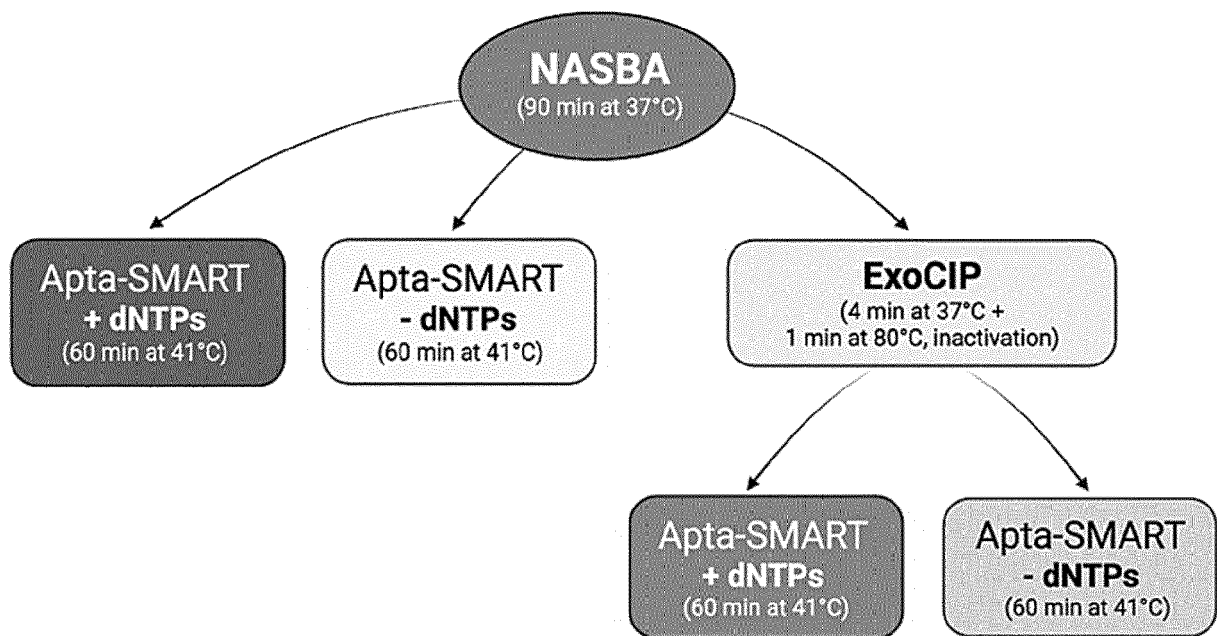 NASBA
(90 min at 37°C)
Apta-SMART
+ dNTPs
(60 min at 41°C)
Apta-SMART
- dNTPs
(60 min at 41°C)
ExoCIP
(4 min at 37°C +
1 min at 80°C, inactivation)
Apta-SMART
+ dNTPs
(60 min at 41°C)
Apta-SMART
- dNTPs
(60 min at 41°C)